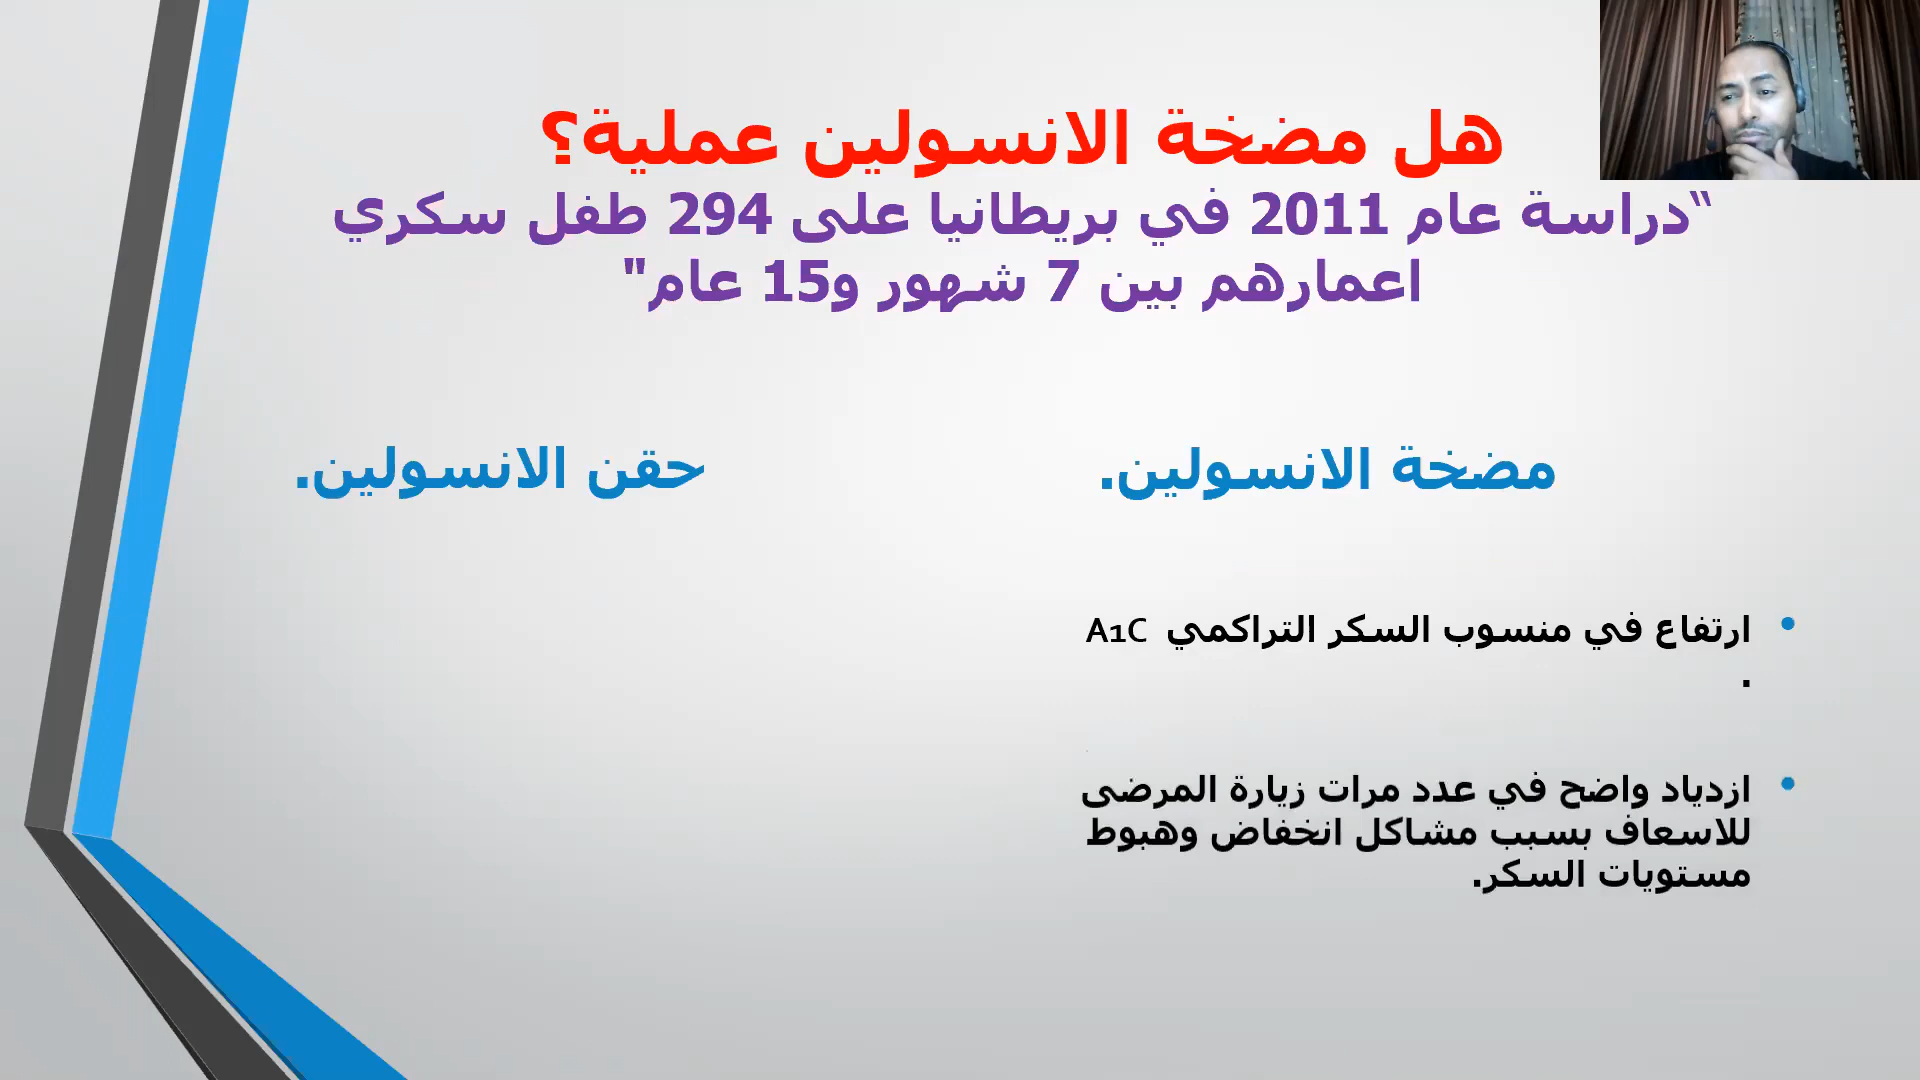 هل مضخة الانسولين عملية؟
“دراسة عام 2011 في بريطانيا على 294 طفل سكري
اعمارهم بين 7 شهور و15 عام"
مضخة الانسولين.
حقن الانسولين.
• ارتفاع في منسوب السكر التراكمي A1C
.
• ازدياد واضح في عدد مرات زيارة المرضى
للاسعاف بسبب مشاكل انخفاض وهبوط
مستويات السكر.